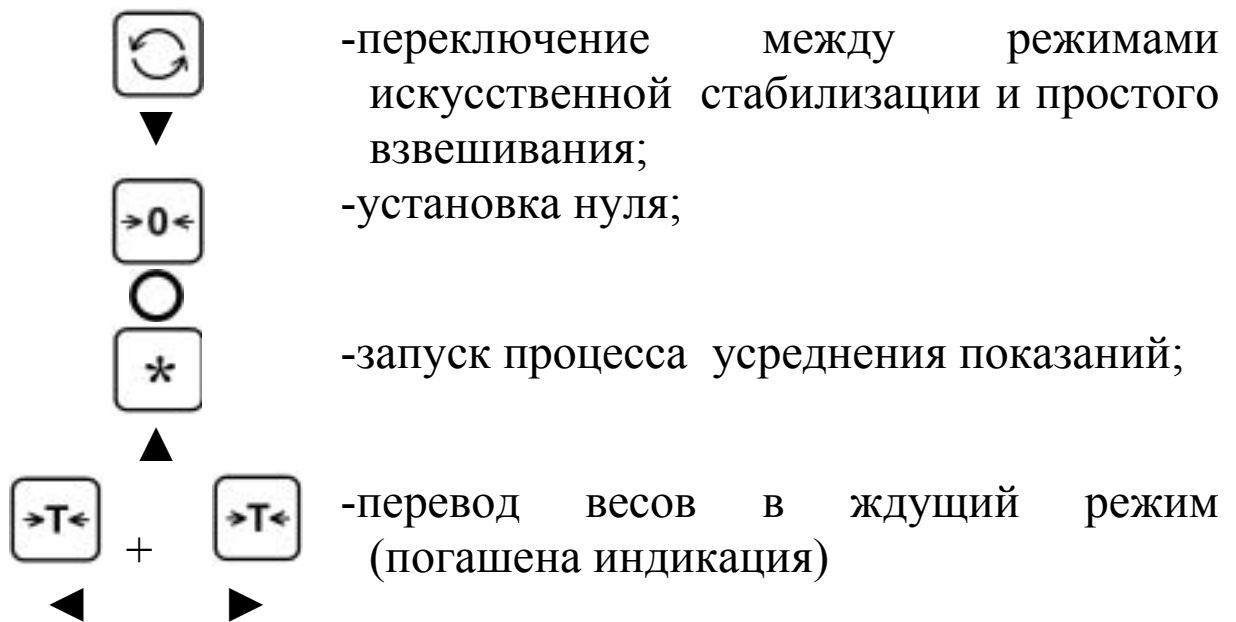 -переключение между режимами
искусственной стабилизации и простого
взвешивания;
▼
→0← -установка нуля;
* -запуск процесса усреднения показаний;
▲
→T← + →T← -перевод весов в ждущий режим
(погашена индикация)
◄ ►